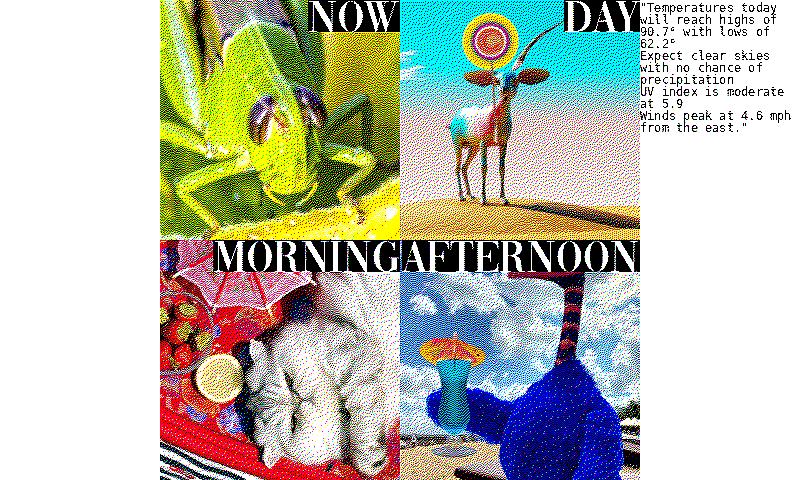 NOW
DAY
"Temperatures today
will reach highs of
90.7° with lows of
62.2°
Expect clear skies
with no chance of
precipitation
UV index is moderate
at 5.9
Winds peak at 4.6 mph
from the east."
MORNING
AFTERNOON